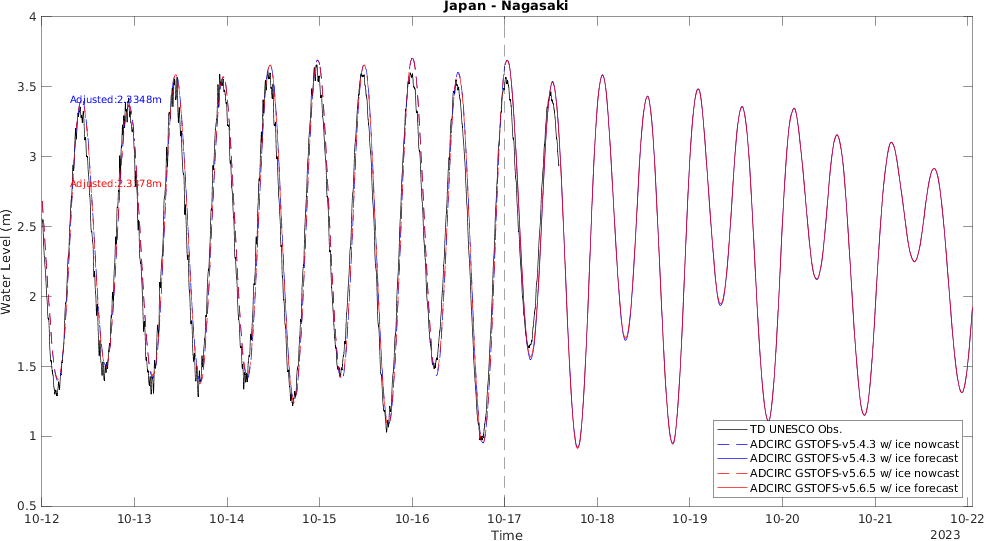 Japan - Nagasaki
Water Level (m)
4
3.5
3
2.5
2
1.5
1
0.5
Adjusted:2.3348m
Adjusted:2.3378m
TD UNESCO Obs.
ADCIRC GSTOFS-v5.4.3 w/ ice nowcast
ADCIRC GSTOFS-v5.4.3 w/ ice forecast
ADCIRC GSTOFS-v5.6.5 w/ ice nowcast
ADCIRC GSTOFS-v5.6.5 w/ ice forecast
10-12 10-13 10-14 10-15 10-16 10-17 10-18 10-19 10-20 10-21 10-22
Time
2023